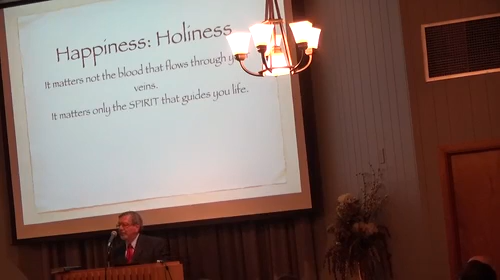 Happiness: Holiness
It matters not the blood that flows through
veins.
It matters only the SPIRIT that guides you life.